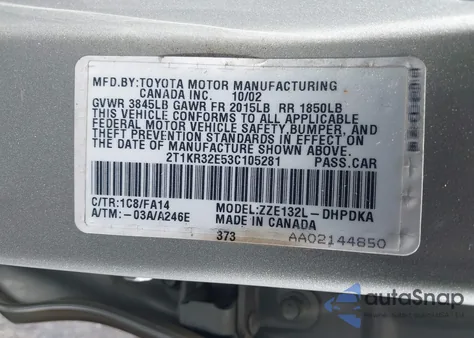 MFD.BY:TOYOTA MOTOR MANUFACTURING
CANADA INC. 10/02
GVWR 3845LB GAWR FR 2015LB RR 1850LB
THIS VEHICLE CONFORMS TO ALL APPLICABLE
FEDERAL MOTOR VEHICLE SAFETY,BUMPER, AND
THEFT PREVENTION STANDARDS IN EFFECT ON
THE DATE OF MANUFACTURE SHOWN ABOVE.
2T1KR32E53C105281 PASS.CAR
C/TR:1C8/FA14 MODEL:ZZE132L-DHPDKA
A/TM:-03A/A246E MADE IN CANADA
373 AA02144850
autoSnap